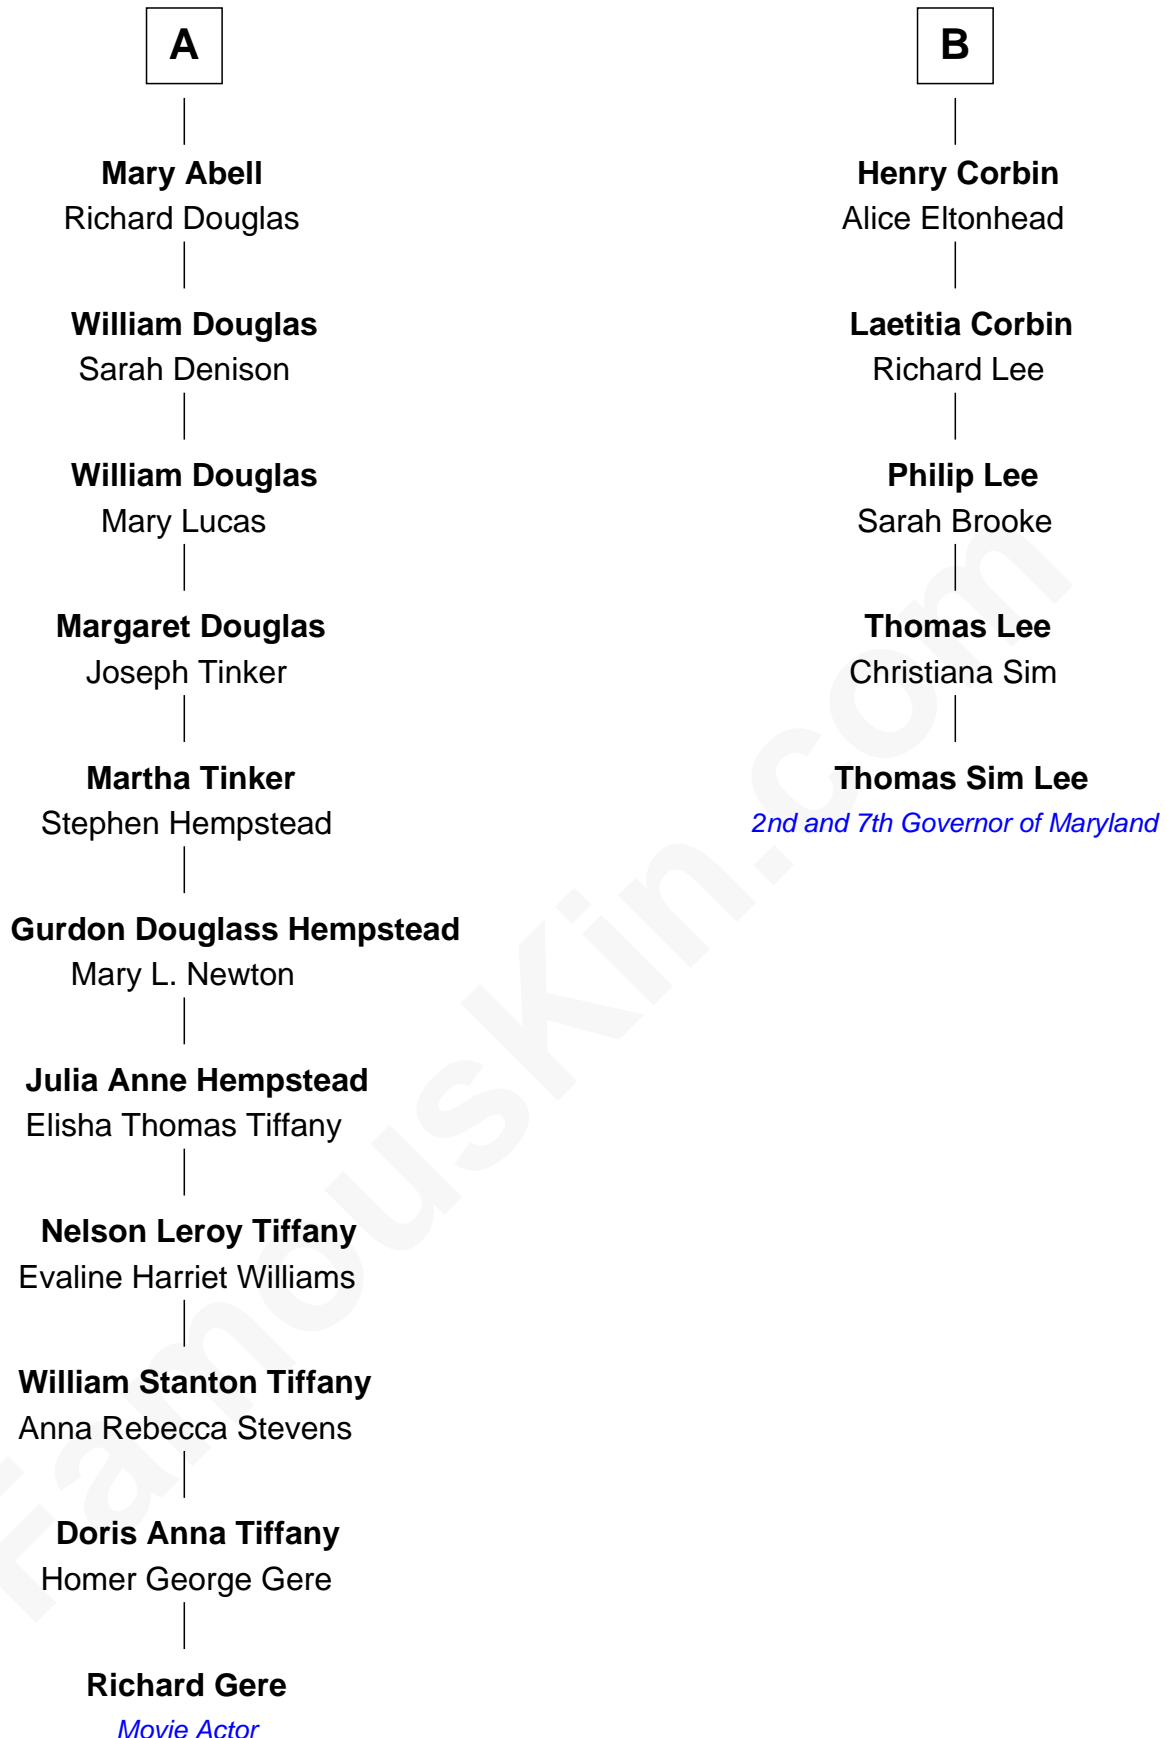 A
Mary Abell
Richard Douglas
William Douglas
Sarah Denison
William Douglas
Mary Lucas
Margaret Douglas
Joseph Tinker
Martha Tinker
Stephen Hempstead
Gurdon Douglass Hempstead
Mary L. Newton
Julia Anne Hempstead
Elisha Thomas Tiffany
Nelson Leroy Tiffany
Evaline Harriet Williams
William Stanton Tiffany
Anna Rebecca Stevens
Doris Anna Tiffany
Homer George Gere
Richard Gere
Movie Actor
B
Henry Corbin
Alice Eltonhead
Laetitia Corbin
Richard Lee
Philip Lee
Sarah Brooke
Thomas Lee
Christiana Sim
Thomas Sim Lee
2nd and 7th Governor of Maryland
FamousKin.com